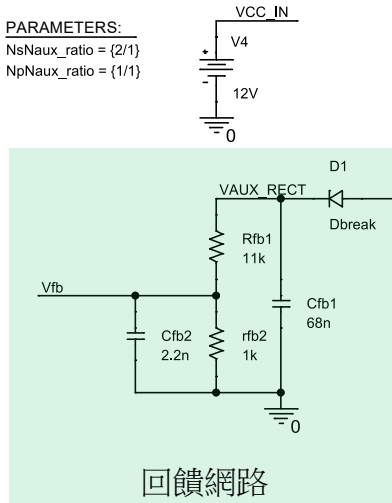 VCC_IN
PARAMETERS:
NsNaux_ratio = {2/1}
NpNaux_ratio = {1/1}
V4
+
-
12V
0
D1
VAUX_RECT
Dbreak
Rfb1
11k
Vfb
Cfb1
68n
Cfb2
2.2n
rfb2
1k
0
回饋網路